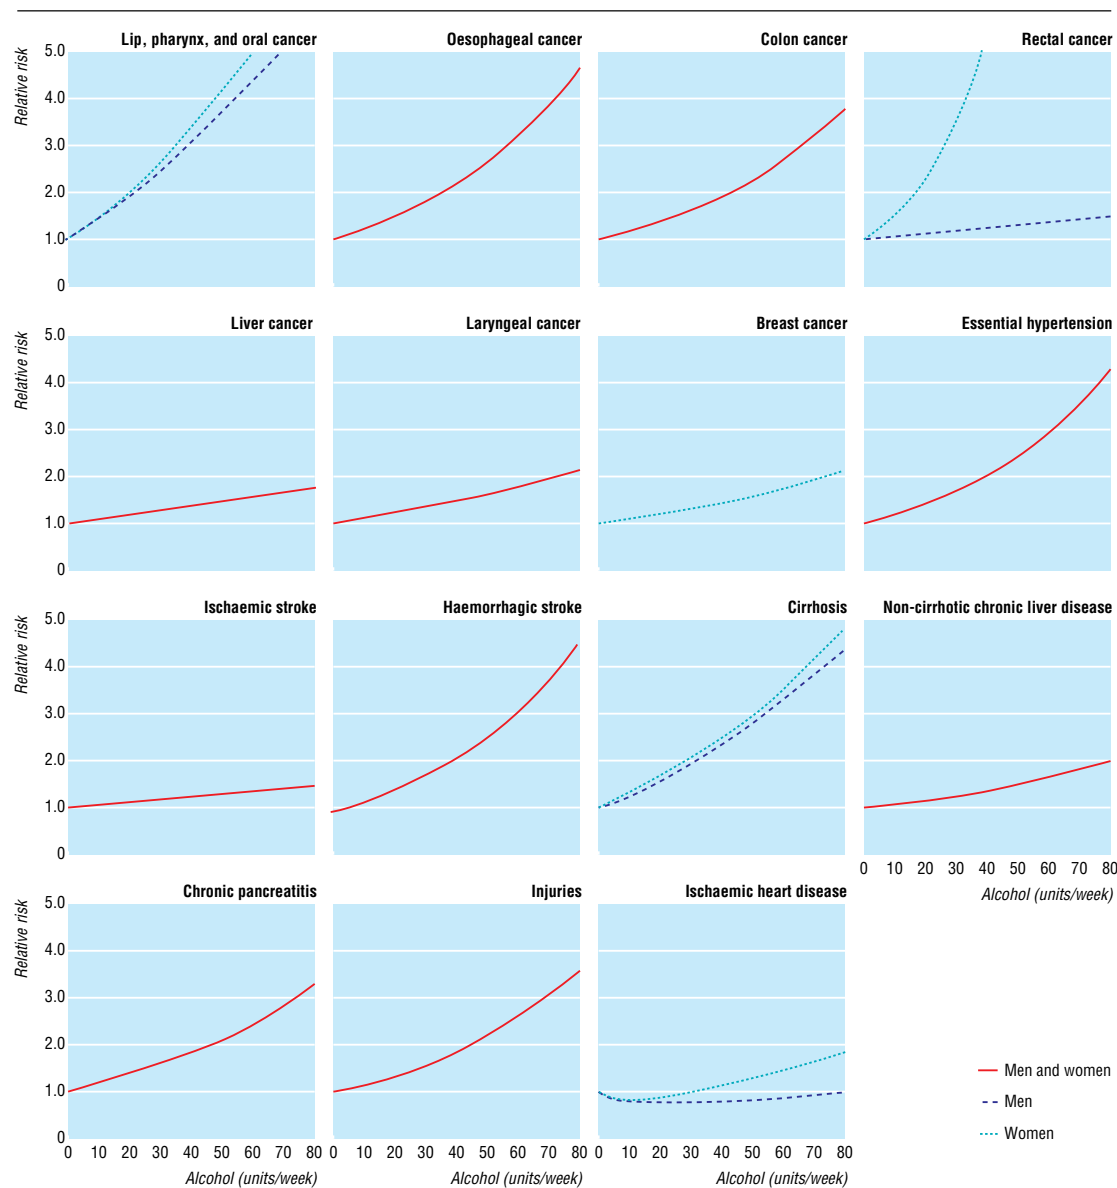 Lip, pharynx, and oral cancer
Oesophageal cancer
Colon cancer
Rectal cancer
Relative risk
5.0
4.0
3.0
2.0
1.0
0
Liver cancer
Laryngeal cancer
Breast cancer
Essential hypertension
Relative risk
5.0
4.0
3.0
2.0
1.0
0
Ischaemic stroke
Haemorrhagic stroke
Cirrhosis
Non-cirrhotic chronic liver disease
Relative risk
5.0
4.0
3.0
2.0
1.0
0
0 10 20 30 40 50 60 70 80
Alcohol (units/week)
Chronic pancreatitis
Injuries
Ischaemic heart disease
Relative risk
5.0
4.0
3.0
2.0
1.0
0
0 10 20 30 40 50 60 70 80
Alcohol (units/week)
0 10 20 30 40 50 60 70 80
Alcohol (units/week)
0 10 20 30 40 50 60 70 80
Alcohol (units/week)
Men and women
Men
Women